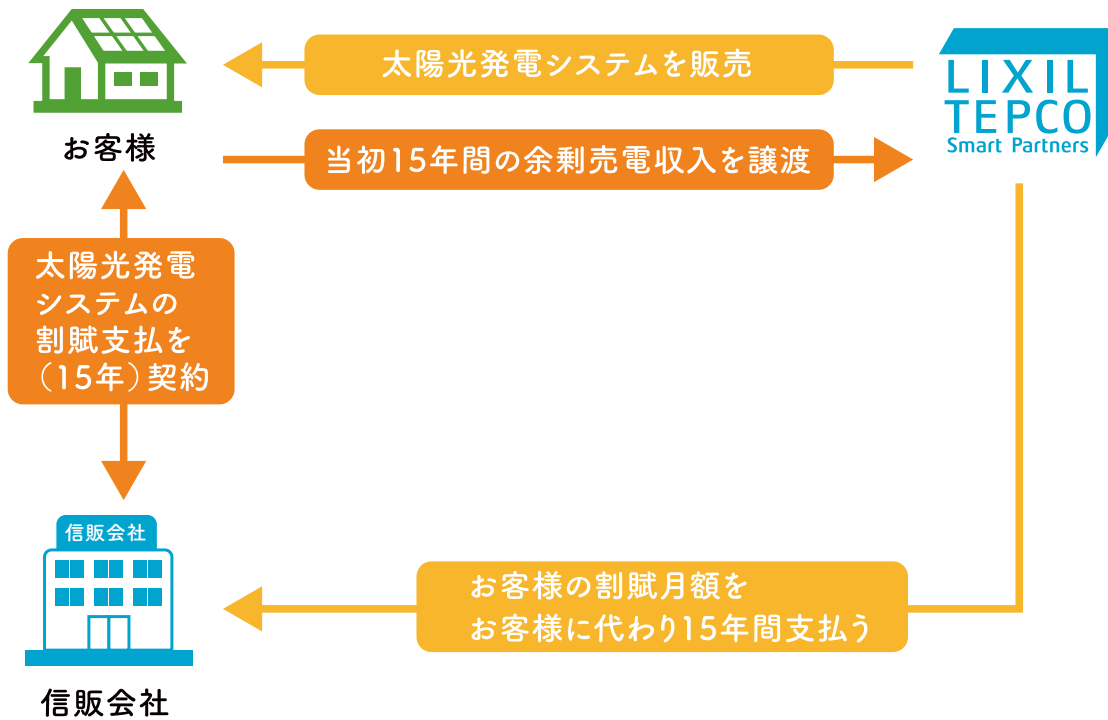 太陽光発電システムを販売
LIXIL
TEPCO
Smart Partners
お客様
当初15年間の余剰売電収入を譲渡
太陽光発電
システムの
割賦支払を
（15年）契約
信販会社
お客様の割賦月額を
お客様に代わり15年間支払う
信販会社